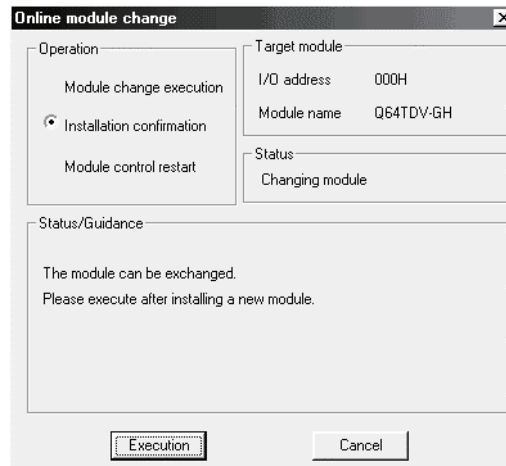 Online module change
Operation
Module change execution
Installation confirmation
Module control restart
Target module
I/O address 000H
Module name Q64TDV-GH
Status
Changing module
Status/Guidance
The module can be exchanged.
Please execute after installing a new module.
Execution
Cancel